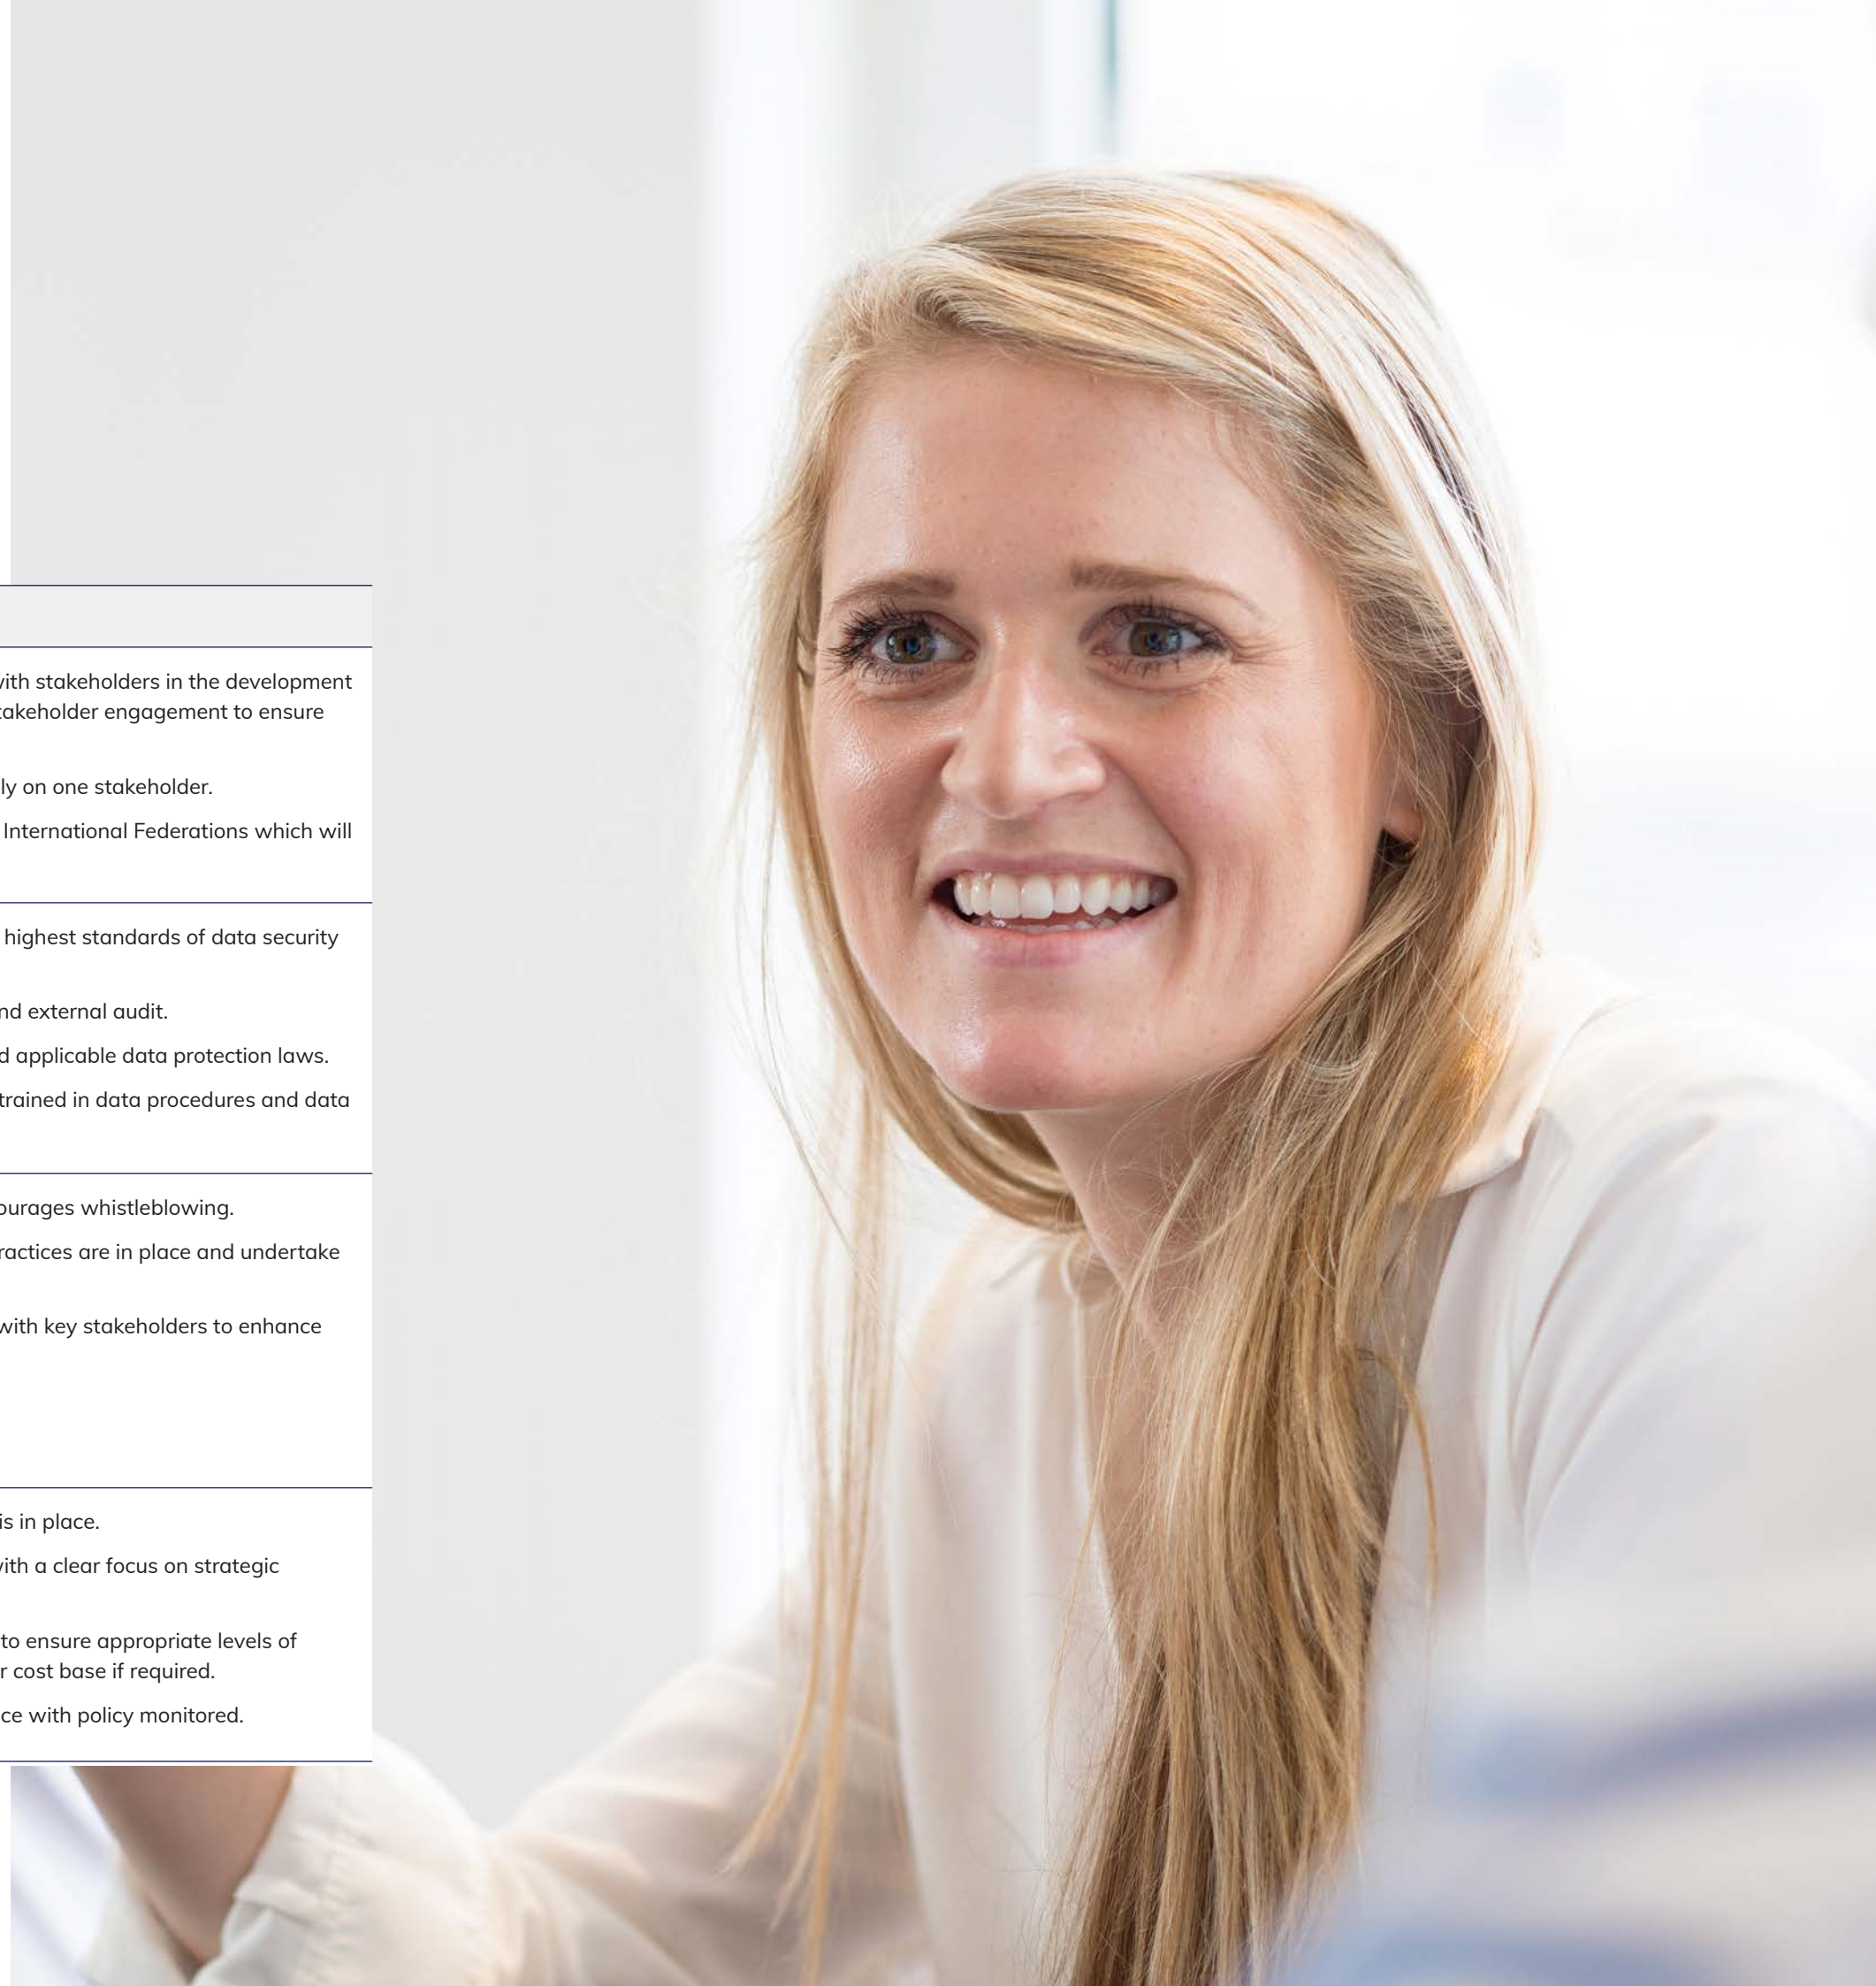 with stakeholders in the development
stakeholder engagement to ensure
ly on one stakeholder.
International Federations which will
highest standards of data security
nd external audit.
d applicable data protection laws.
trained in data procedures and data
ourages whistleblowing.
ractices are in place and undertake
with key stakeholders to enhance
is in place.
with a clear focus on strategic
to ensure appropriate levels of
r cost base if required.
ce with policy monitored.